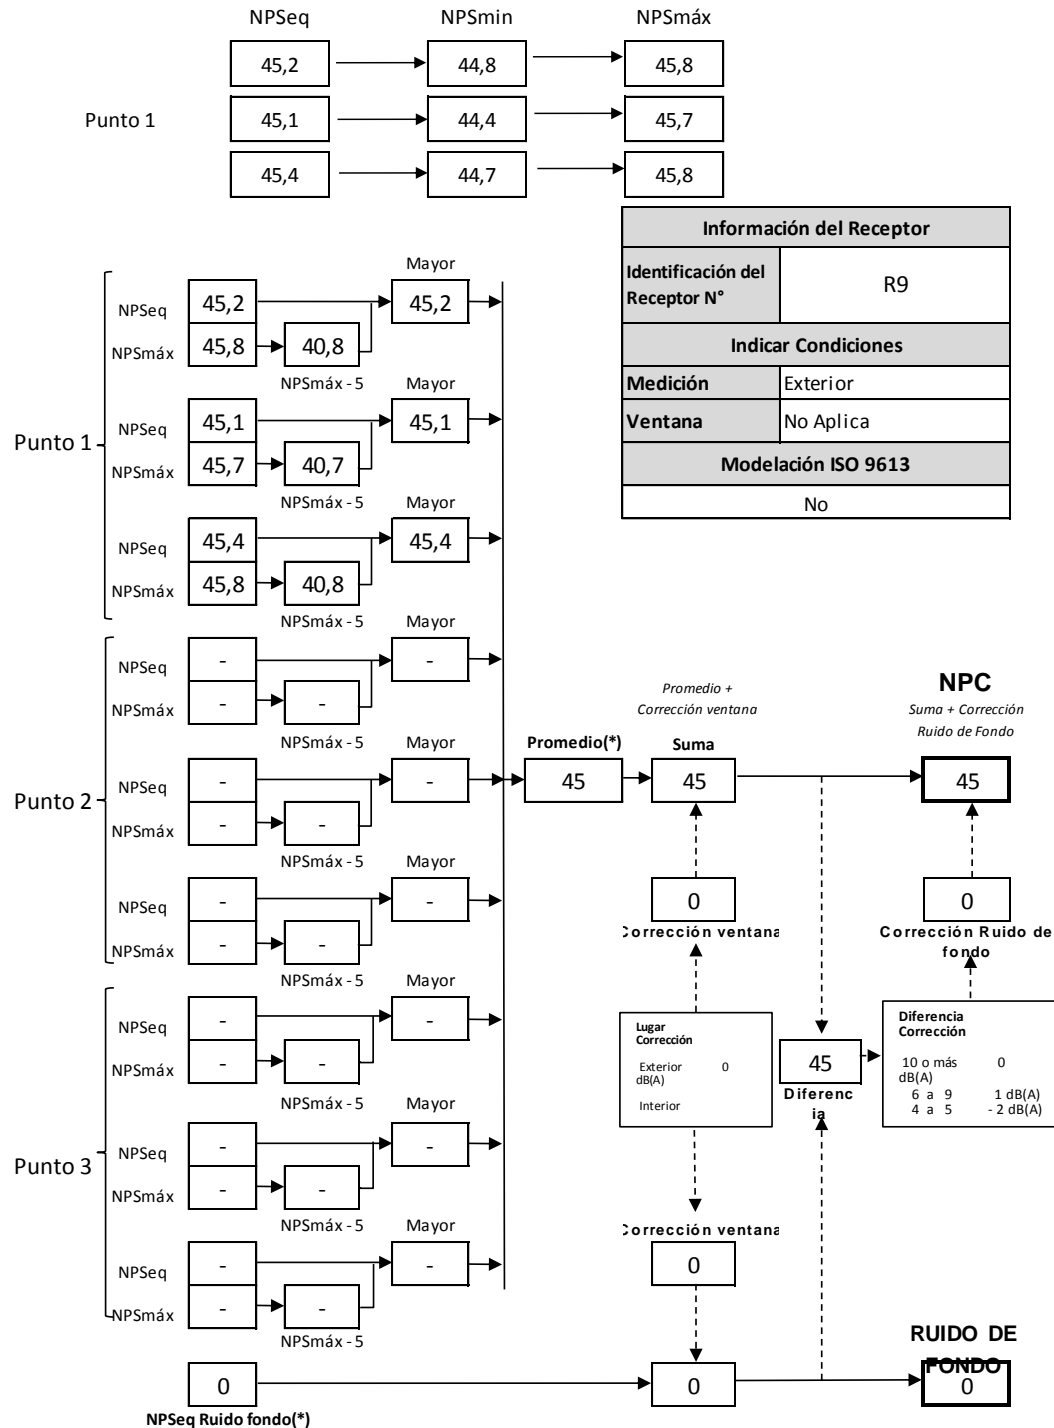 NPSeq NPSmin NPSmáx
45,2 44,8 45,8
Punto 1 45,1 44,4 45,7
45,4 44,7 45,8
Información del Receptor
Identificación del
Receptor N°
R9
Indicar Condiciones
Medición Exterior
Ventana No Aplica
Modelación ISO 9613
No
Punto 1
Mayor
NPSeq 45,2 45,2
NPSmáx 45,8 40,8
NPSmáx - 5
Mayor
NPSeq 45,1 45,1
NPSmáx 45,7 40,7
NPSmáx - 5
Mayor
NPSeq 45,4 45,4
NPSmáx 45,8 40,8
NPSmáx - 5
Punto 2
Mayor
NPSeq - -
NPSmáx - -
NPSmáx - 5
Mayor
NPSeq - -
NPSmáx - -
NPSmáx - 5
Mayor
NPSeq - -
NPSmáx - -
NPSmáx - 5
Punto 3
Mayor
NPSeq - -
NPSmáx - -
NPSmáx - 5
Mayor
NPSeq - -
NPSmáx - -
NPSmáx - 5
Mayor
NPSeq - -
NPSmáx - -
NPSmáx - 5
Promedio(*)
45
Promedio +
Corrección ventana
Suma
45
0
Corrección ventana
Lugar
Corrección
Exterior 0
dB(A)
Interior
Corrección ventana
0
NPC
Suma + Corrección
Ruido de Fondo
45
0
Corrección Ruido de
fondo
45
Diferenc
ia
Diferencia
Corrección
10 o más 0
dB(A)
6 a 9 1 dB(A)
4 a 5 - 2 dB(A)
RUIDO DE
FONDO
0 0 0
NPSeq Ruido fondo(*)